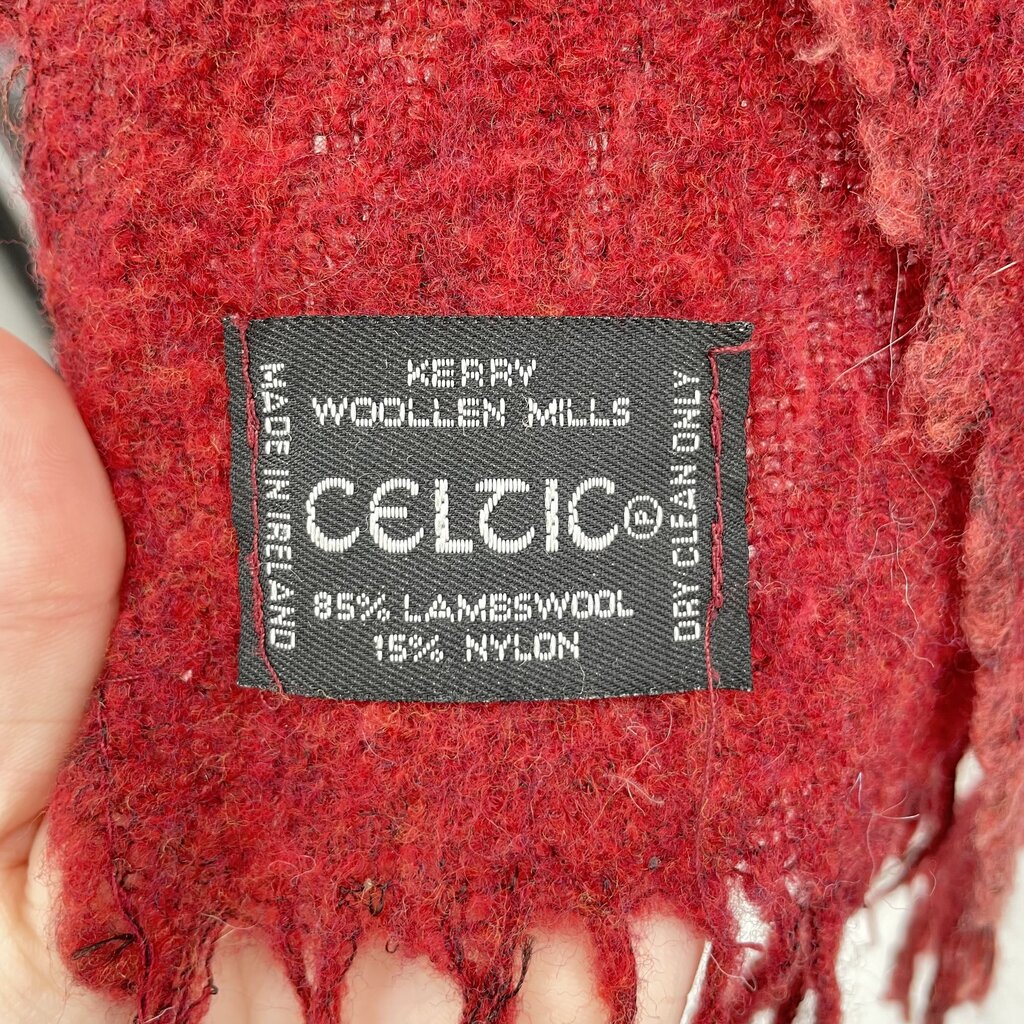 KERRY
WOOLLEN MILLS
CELTIC®
85% LAMBSWOOL
15% NYLON
MADE IN IRELAND
DRY CLEAN ONLY